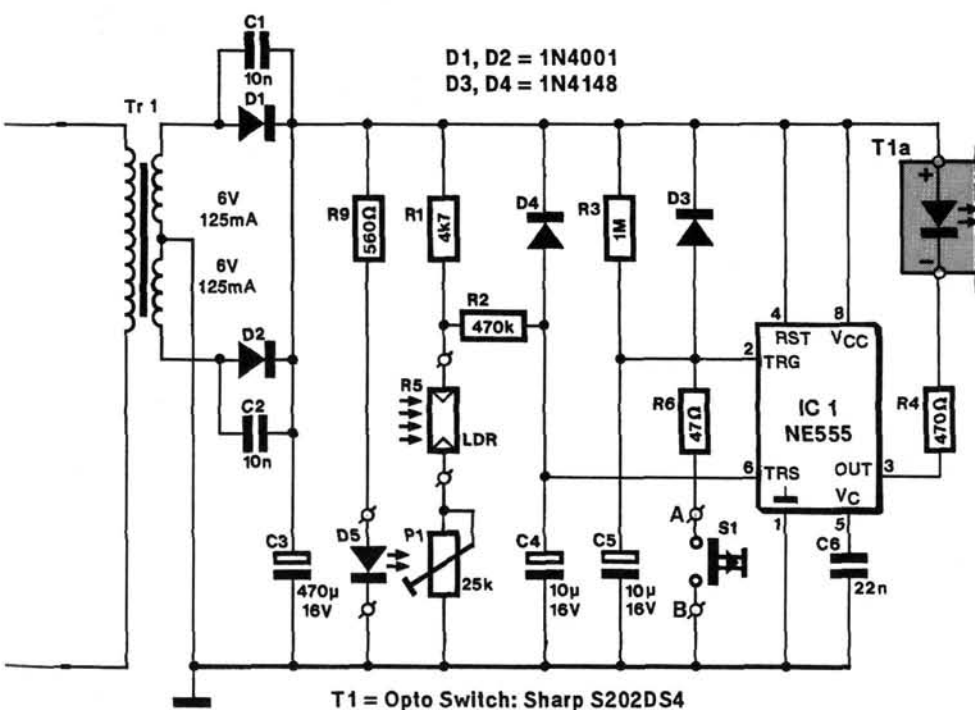 C1
10n
D1
D1, D2 = 1N4001
D3, D4 = 1N4148
Tr 1
T1a
+
−
6V
125mA
6V
125mA
R9
560Ω
R1
4k7
D4
R3
1M
D3
R2
470k
4
8
RST
VCC
2
TRG
D2
R5
LDR
R6
47Ω
IC 1
NE555
R4
470Ω
C2
10n
6
TRS
OUT
3
VC
A
S1
1
5
C3
470µ
16V
D5
P1
25k
C4
10µ
16V
C5
10µ
16V
B
C6
22n
T1 = Opto Switch: Sharp S202DS4